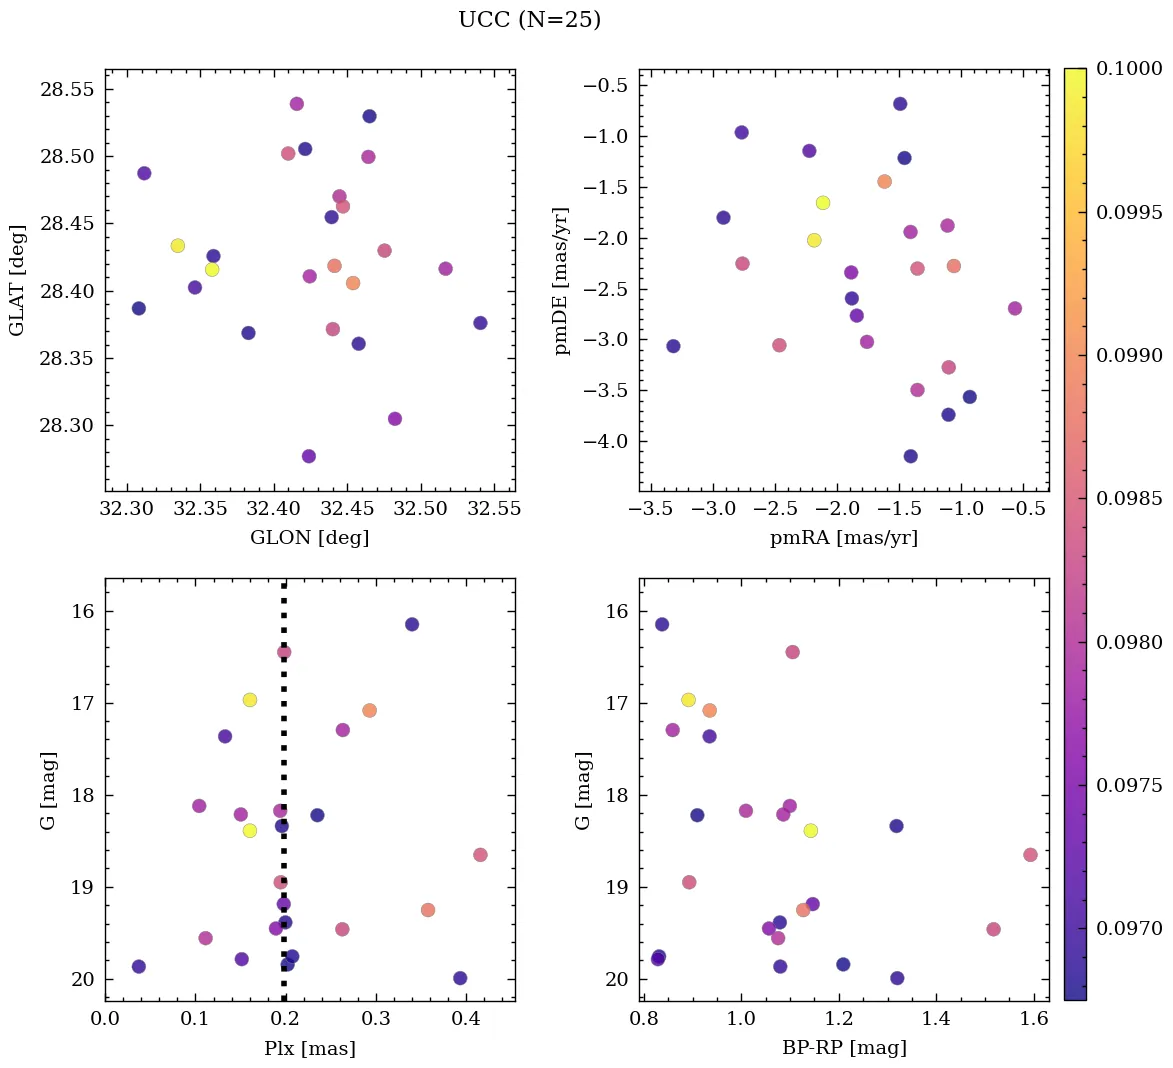 UCC (N=25)
28.55
28.50
28.45
28.40
28.35
28.30
GLAT [deg]
32.30 32.35 32.40 32.45 32.50 32.55
GLON [deg]
−0.5
−1.0
−1.5
−2.0
−2.5
−3.0
−3.5
−4.0
pmDE [mas/yr]
−3.5 −3.0 −2.5 −2.0 −1.5 −1.0 −0.5
pmRA [mas/yr]
0.1000
0.0995
0.0990
0.0985
0.0980
0.0975
0.0970
16
17
18
19
20
G [mag]
0.0 0.1 0.2 0.3 0.4
Plx [mas]
16
17
18
19
20
G [mag]
0.8 1.0 1.2 1.4 1.6
BP-RP [mag]